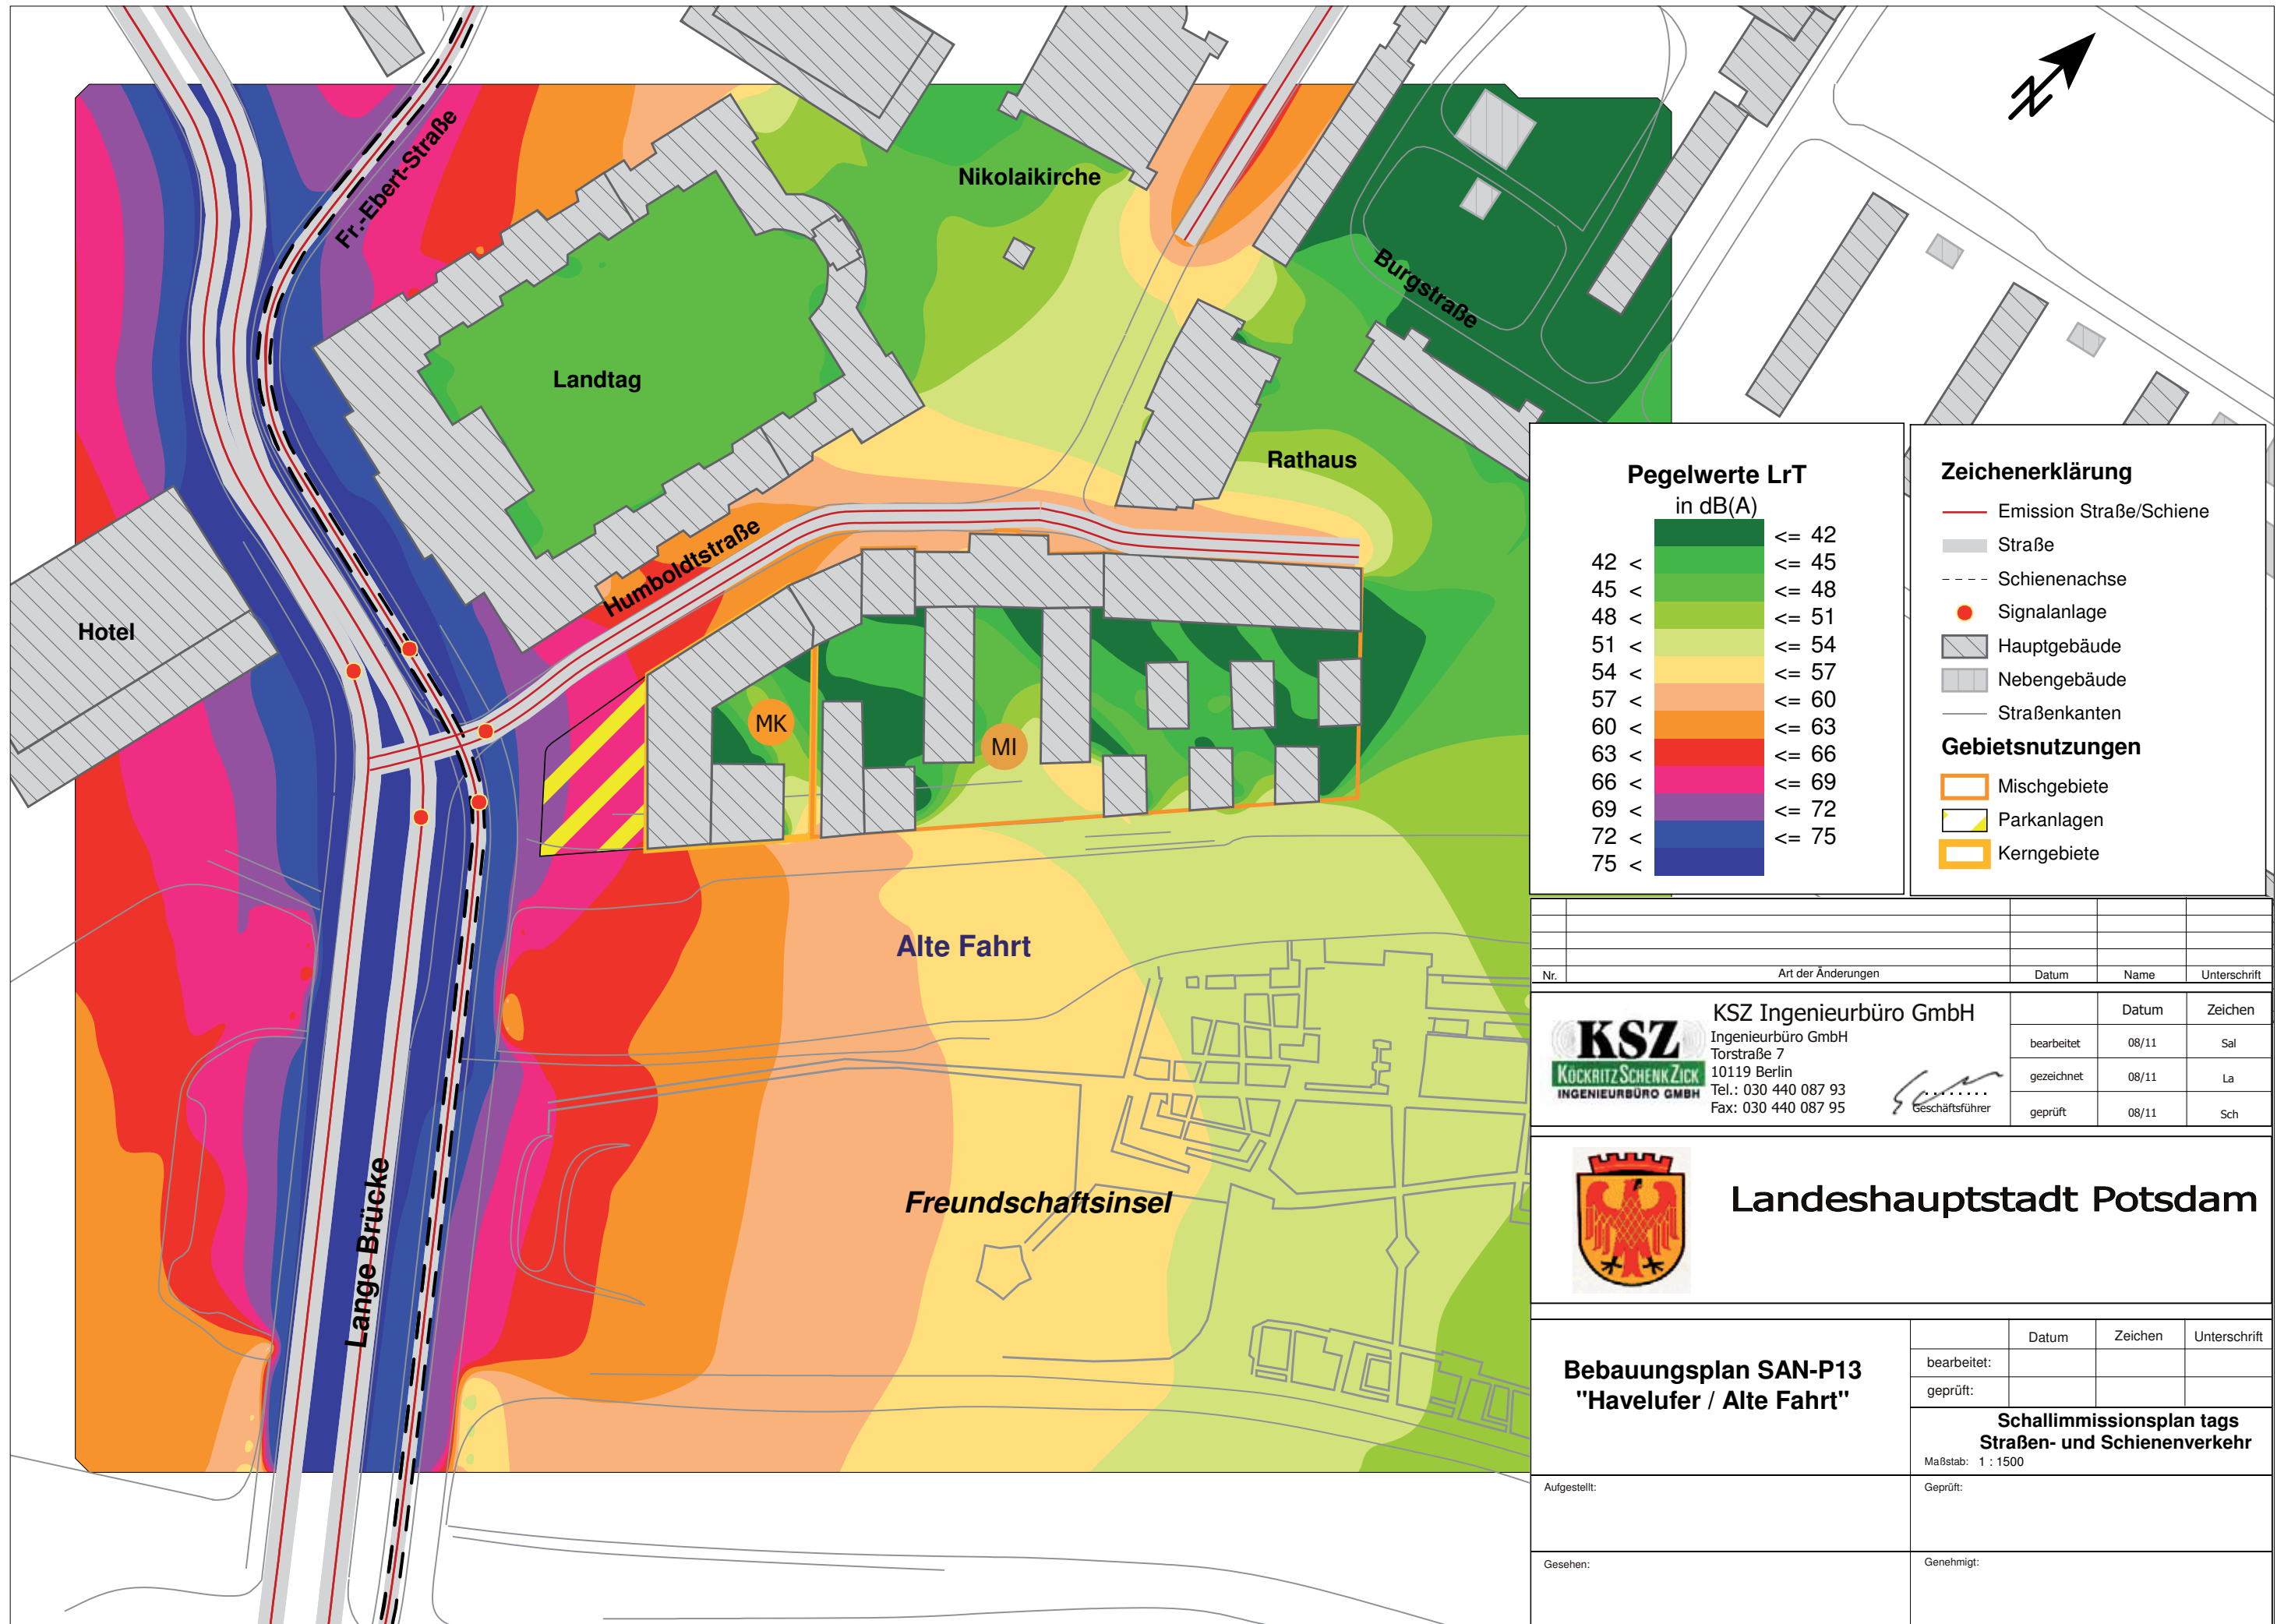 Fr.-Ebert-Straße
Nikolaikirche
Burgstraße
Landtag
Rathaus
Humboldtstraße
Hotel
MK
MI
Alte Fahrt
Freundschaftsinsel
Lange Brücke
Pegelwerte LrT
in dB(A)
<= 42
42 < <= 45
45 < <= 48
48 < <= 51
51 < <= 54
54 < <= 57
57 < <= 60
60 < <= 63
63 < <= 66
66 < <= 69
69 < <= 72
72 < <= 75
75 <
Zeichenerklärung
Emission Straße/Schiene
Straße
Schienenachse
Signalanlage
Hauptgebäude
Nebengebäude
Straßenkanten
Gebietsnutzungen
Mischgebiete
Parkanlagen
Kerngebiete
Nr. Art der Änderungen Datum Name Unterschrift
KSZ
KÖCKRITZSCHENKZICK
INGENIEURBÜRO GMBH
KSZ Ingenieurbüro GmbH
Ingenieurbüro GmbH
Torstraße 7
10119 Berlin
Tel.: 030 440 087 93
Fax: 030 440 087 95
Geschäftsführer
Datum Zeichen
bearbeitet 08/11 Sal
gezeichnet 08/11 La
geprüft 08/11 Sch
Landeshauptstadt Potsdam
Bebauungsplan SAN-P13
"Havelufer / Alte Fahrt"
Datum Zeichen Unterschrift
bearbeitet:
geprüft:
Schallimmissionsplan tags
Straßen- und Schienenverkehr
Maßstab: 1 : 1500
Aufgestellt:
Geprüft:
Gesehen:
Genehmigt: